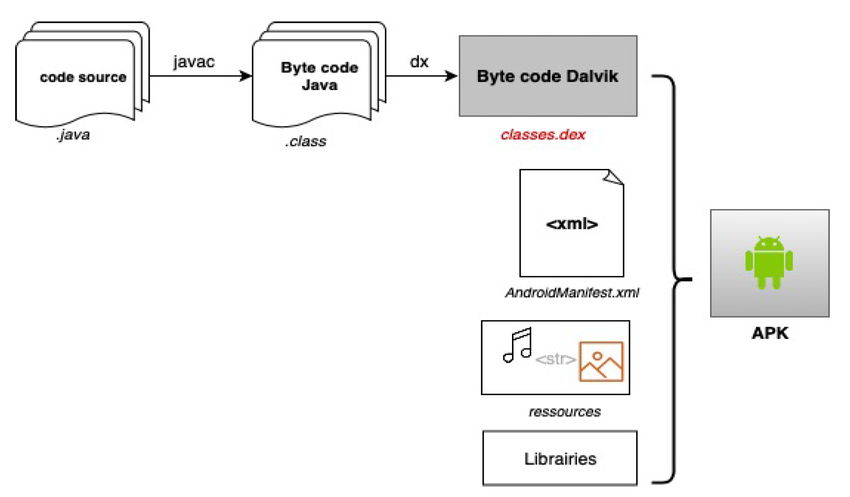 code source
.java
javac
Byte code
Java
.class
dx
Byte code Dalvik
classes.dex
<xml>
AndroidManifest.xml
<str>
ressources
Librairies
APK